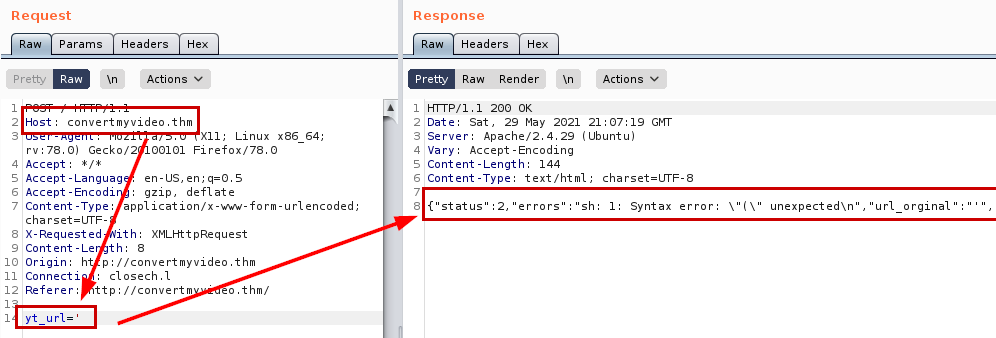 Request
Raw Params Headers Hex
Pretty Raw \n Actions
1 POST / HTTP/1.1
2 Host: convertmyvideo.thm
3 User-Agent: Mozilla/5.0 (X11; Linux x86_64;
rv:78.0) Gecko/20100101 Firefox/78.0
4 Accept: */*
5 Accept-Language: en-US,en;q=0.5
6 Accept-Encoding: gzip, deflate
7 Content-Type: application/x-www-form-urlencoded;
charset=UTF-8
8 X-Requested-With: XMLHttpRequest
9 Content-Length: 8
10 Origin: http://convertmyvideo.thm
11 Connection: closech.l
12 Referer: http://convertmyvideo.thm/
13
14 yt_url='
Response
Raw Headers Hex
Pretty Raw Render \n Actions
1 HTTP/1.1 200 OK
2 Date: Sat, 29 May 2021 21:07:19 GMT
3 Server: Apache/2.4.29 (Ubuntu)
4 Vary: Accept-Encoding
5 Content-Length: 144
6 Content-Type: text/html; charset=UTF-8
7
8 {"status":2,"errors":"sh: 1: Syntax error: \"(\" unexpected\n","url_orginal":"'",